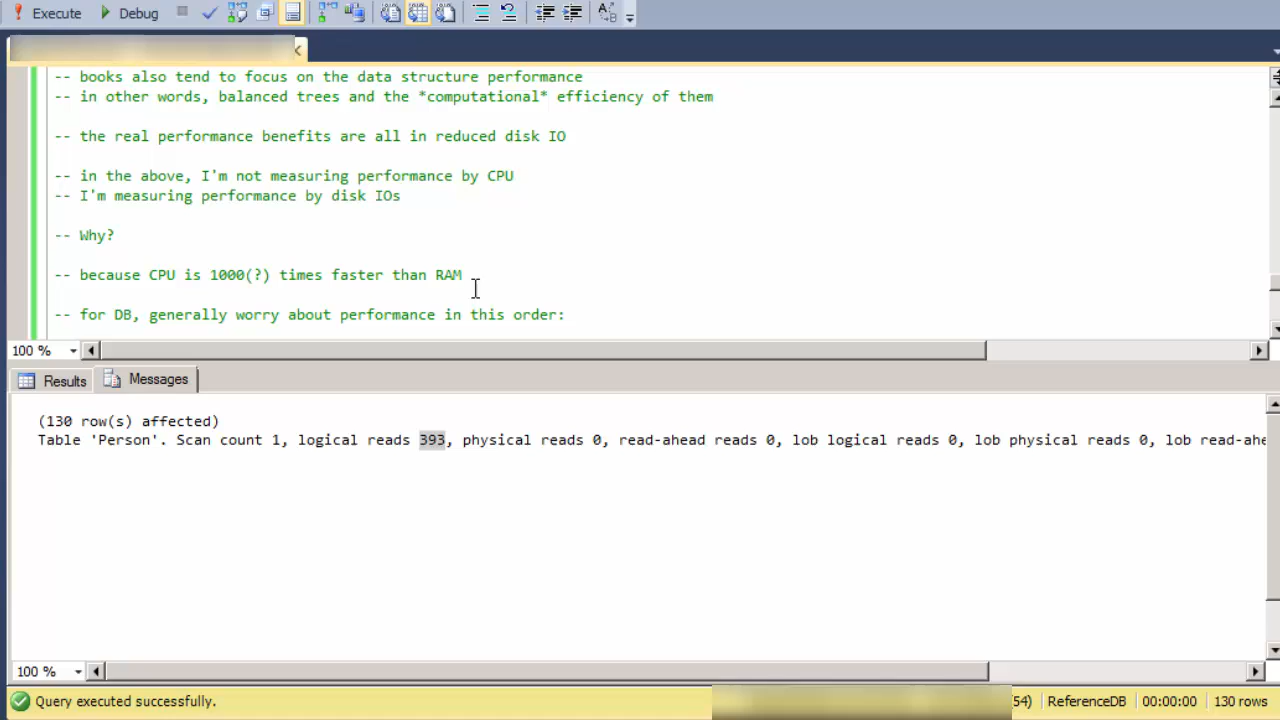 Execute Debug
-- books also tend to focus on the data structure performance
-- in other words, balanced trees and the *computational* efficiency of them
-- the real performance benefits are all in reduced disk IO
-- in the above, I'm not measuring performance by CPU
-- I'm measuring performance by disk IOs
-- Why?
-- because CPU is 1000(?) times faster than RAM
-- for DB, generally worry about performance in this order:
100 %
Results Messages
(130 row(s) affected)
Table 'Person'. Scan count 1, logical reads 393, physical reads 0, read-ahead reads 0, lob logical reads 0, lob physical reads 0, lob read-ahe
100 %
Query executed successfully. (54) ReferenceDB 00:00:00 130 rows